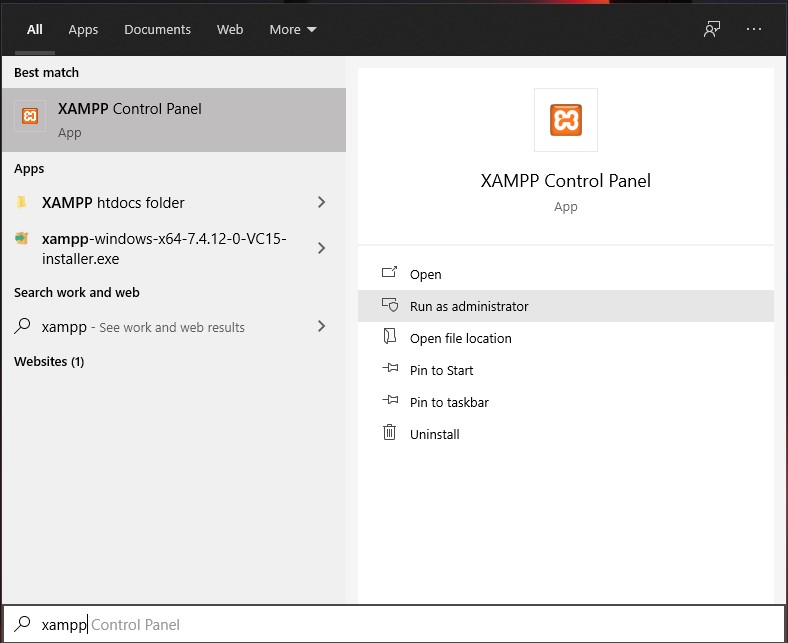 All Apps Documents Web More
Best match
XAMPP Control Panel
App
Apps
XAMPP htdocs folder
xampp-windows-x64-7.4.12-0-VC15-
installer.exe
Search work and web
xampp - See work and web results
Websites (1)
XAMPP Control Panel
App
Open
Run as administrator
Open file location
Pin to Start
Pin to taskbar
Uninstall
xampp Control Panel